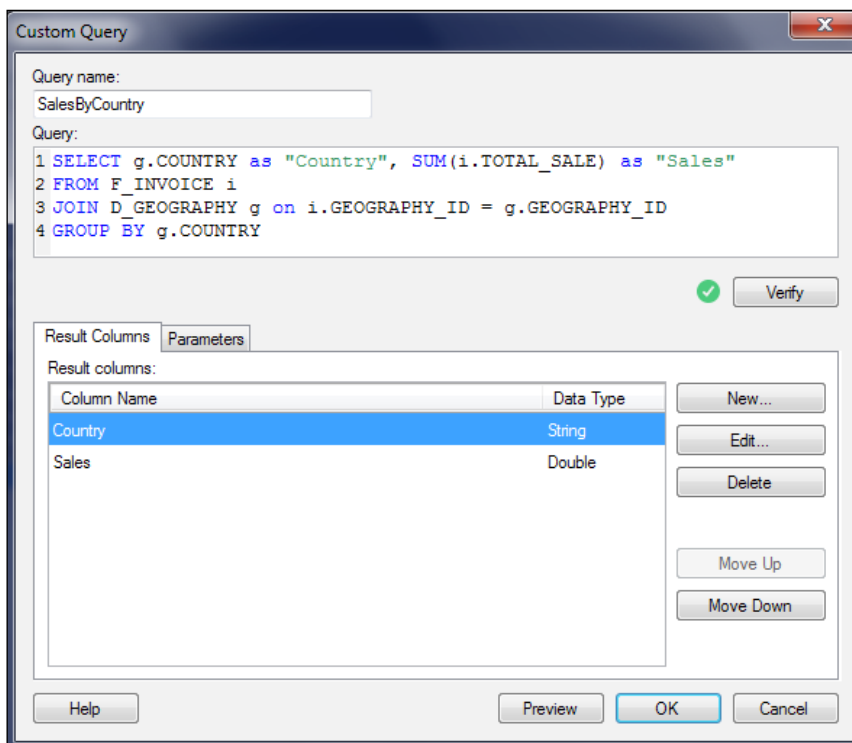 Custom Query
Query name:
SalesByCountry
Query:
1 SELECT g.COUNTRY as "Country", SUM(i.TOTAL_SALE) as "Sales"
2 FROM F_INVOICE i
3 JOIN D_GEOGRAPHY g on i.GEOGRAPHY_ID = g.GEOGRAPHY_ID
4 GROUP BY g.COUNTRY
Verify
Result Columns Parameters
Result columns:
Column Name Data Type
Country String
Sales Double
New...
Edit...
Delete
Move Up
Move Down
Help Preview OK Cancel